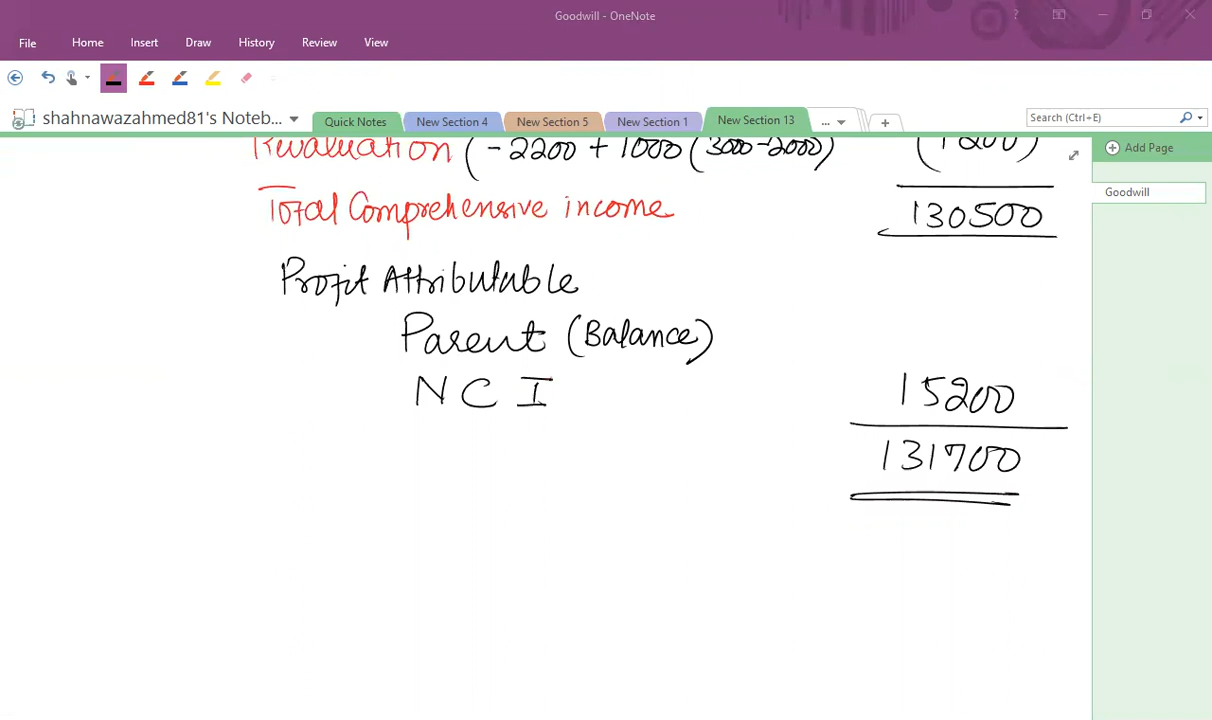 Goodwill - OneNote
File Home Insert Draw History Review View
shahnawazahmed81's Noteb... Quick Notes New Section 4 New Section 5 New Section 1 New Section 13 ... Search (Ctrl+E)
Add Page
Goodwill
Revaluation (-2200 + 1000 (3000-2000) (1200)
Total Comprehensive income 130500
Profit Attributable
Parent (Balance)
N C I 15200
131700